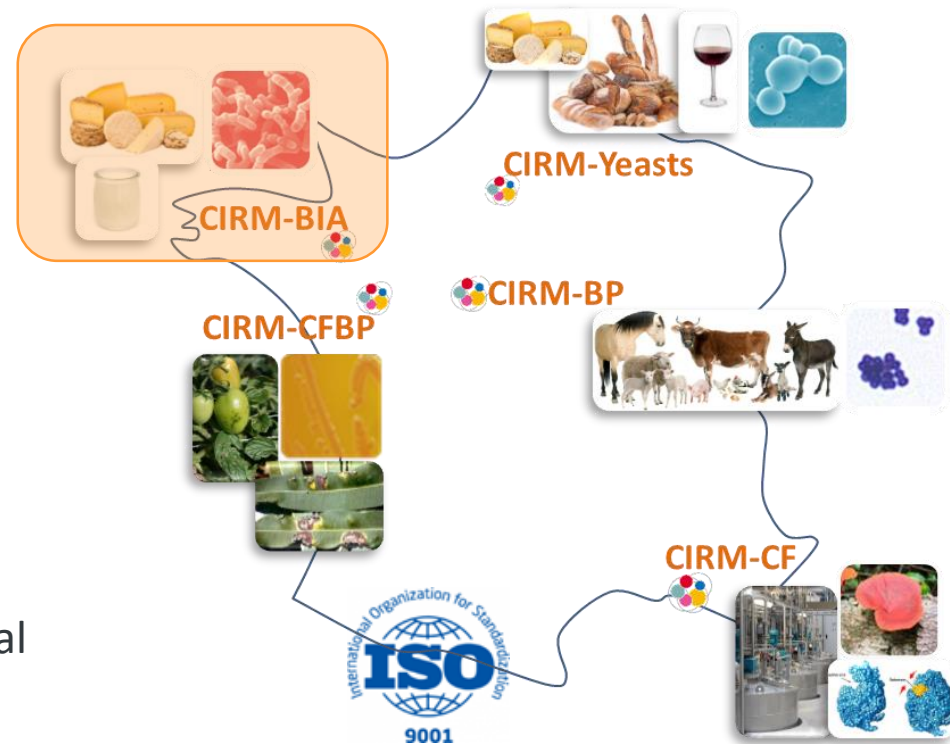 CIRM-Yeasts
CIRM-BIA
CIRM-BP
CIRM-CFBP
CIRM-CF
al
International Organization for Standardization
ISO
9001